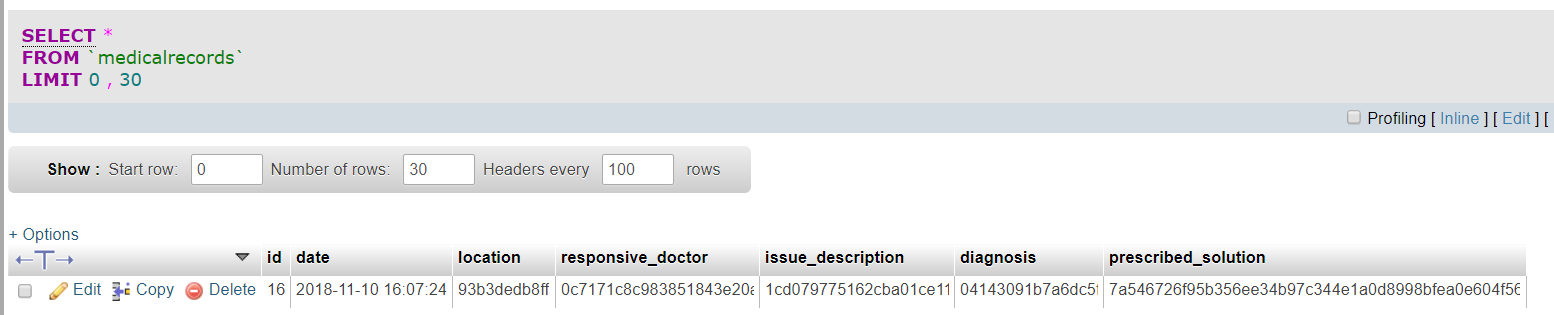 SELECT *
FROM `medicalrecords`
LIMIT 0 , 30
Profiling [ Inline ] [ Edit ] [
Show : Start row: 0 Number of rows: 30 Headers every 100 rows
+ Options
id date location responsive_doctor issue_description diagnosis prescribed_solution
Edit Copy Delete 16 2018-11-10 16:07:24 93b3dedb8ff 0c7171c8c983851843e20a 1cd079775162cba01ce11 04143091b7a6dc5f 7a546726f95b356ee34b97c344e1a0d8998bfea0e604f56